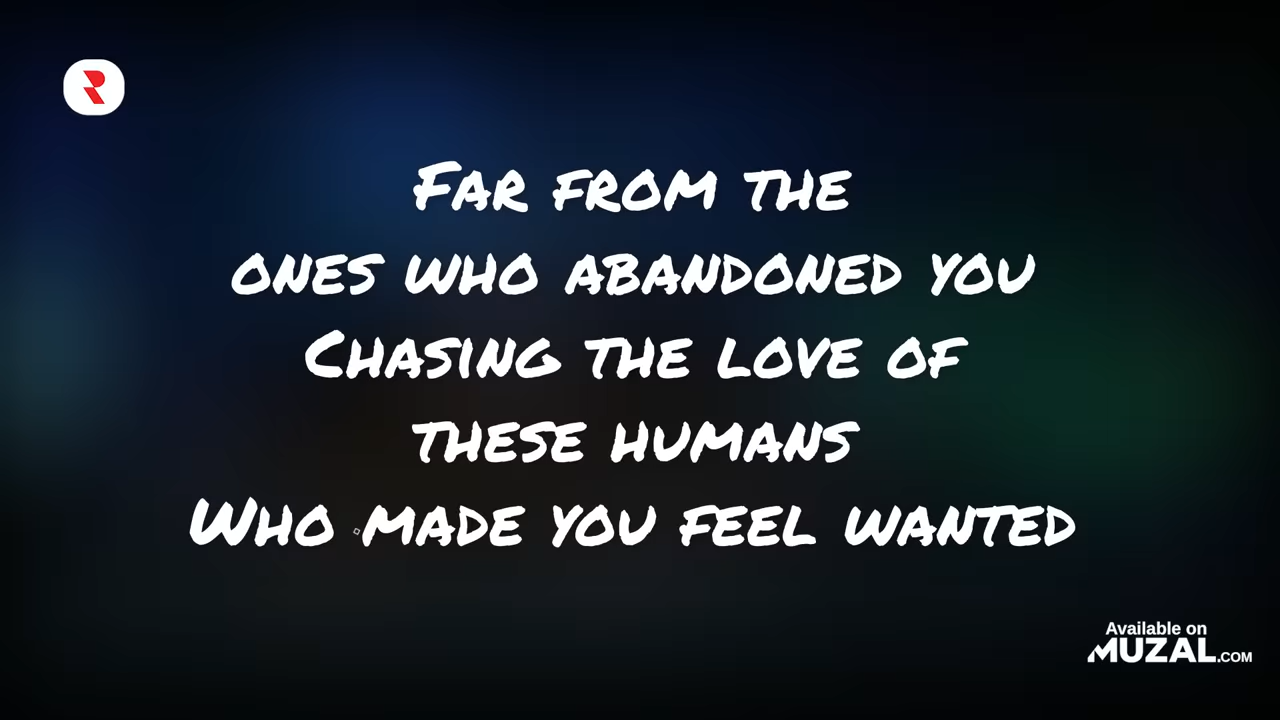 Far from the
ones who abandoned you
Chasing the love of
these humans
Who made you feel wanted
Available on
MUZAL.COM